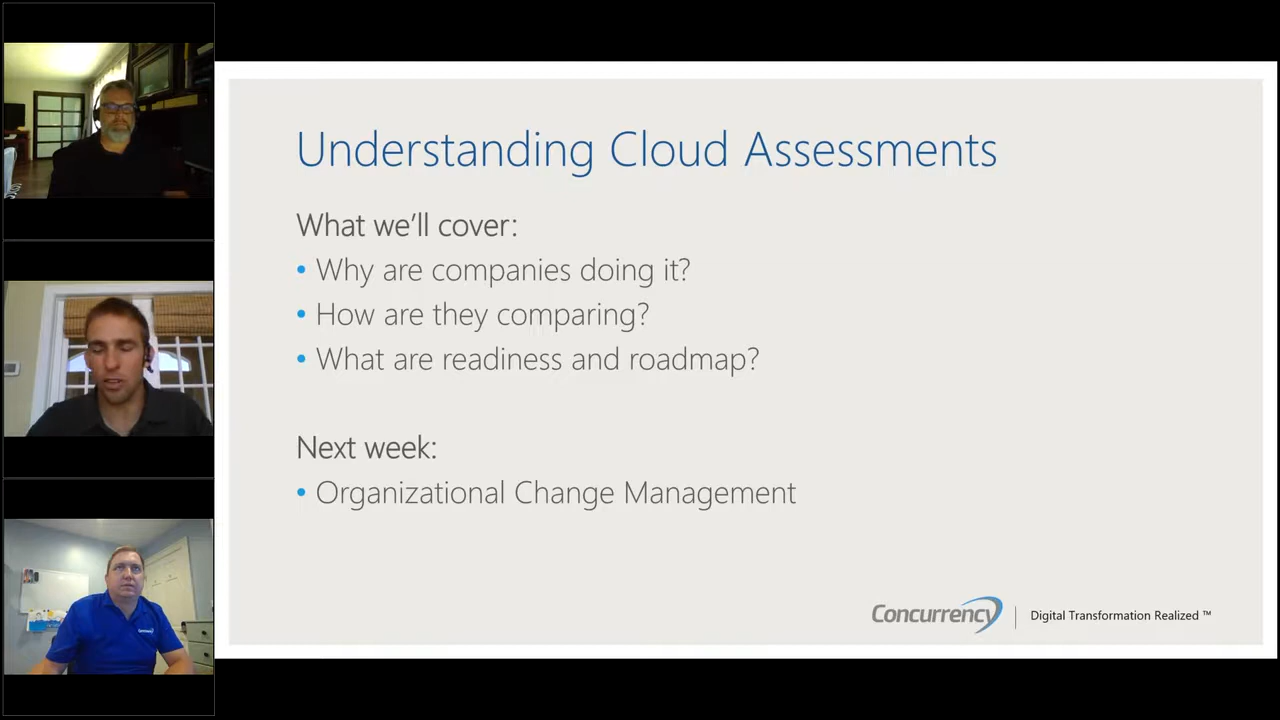 Understanding Cloud Assessments
What we'll cover:
• Why are companies doing it?
• How are they comparing?
• What are readiness and roadmap?
Next week:
• Organizational Change Management
Concurrency
Digital Transformation Realized ™